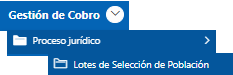 Gestión de Cobro
Proceso jurídico
Lotes de Selección de Población